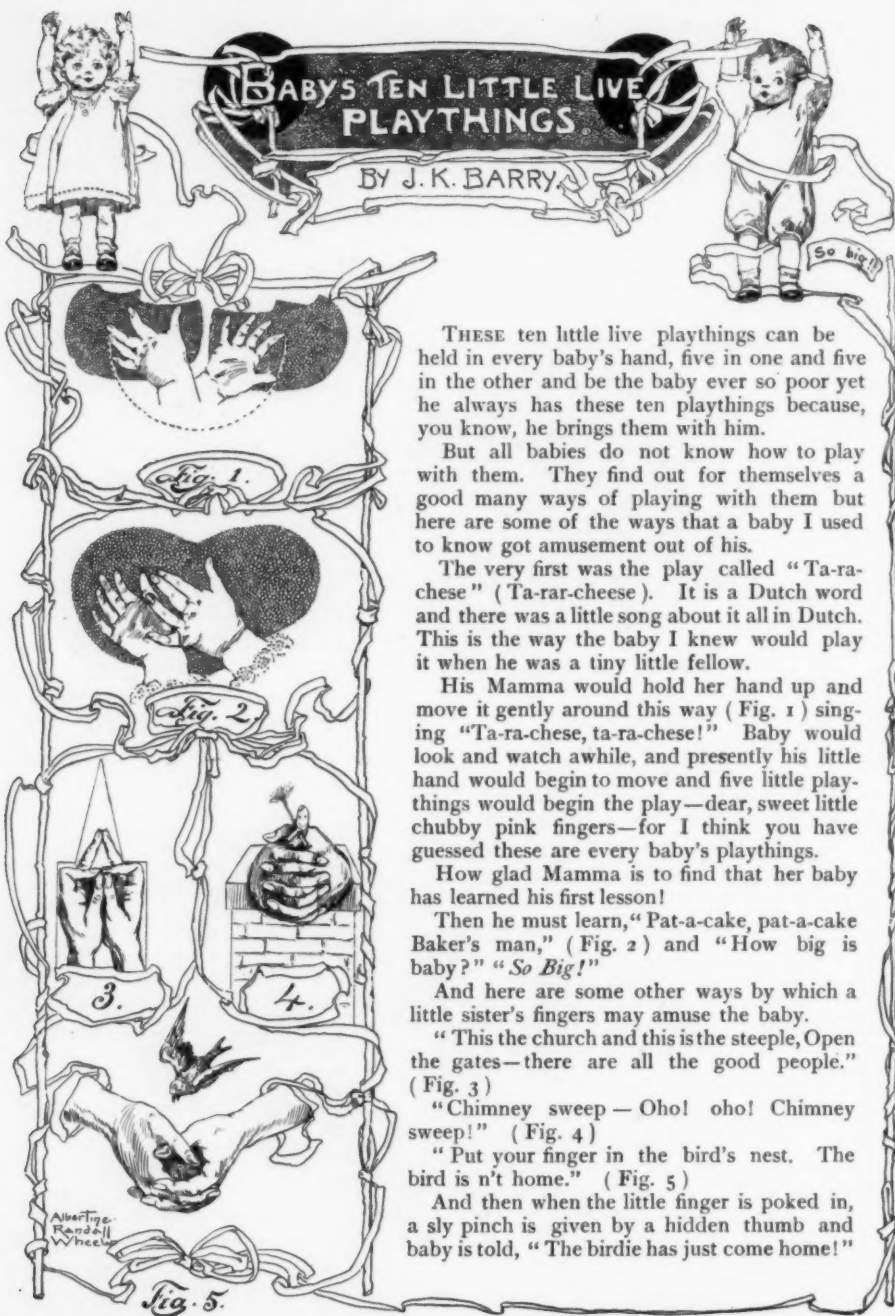 BABYS TEN LITTLE LIVE
PLAYTHINGS.
BY J. K. BARRY.
So big!!
Fig. 1.
Fig. 2.
3.
4.
Albertine
Randall
Wheelan
Fig. 5.
THESE ten little live playthings can be
held in every baby's hand, five in one and five
in the other and be the baby ever so poor yet
he always has these ten playthings because,
you know, he brings them with him.
But all babies do not know how to play
with them. They find out for themselves a
good many ways of playing with them but
here are some of the ways that a baby I used
to know got amusement out of his.
The very first was the play called "Ta-ra-
chese" (Ta-rar-cheese). It is a Dutch word
and there was a little song about it all in Dutch.
This is the way the baby I knew would play
it when he was a tiny little fellow.
His Mamma would hold her hand up and
move it gently around this way (Fig. 1) sing-
ing "Ta-ra-chese, ta-ra-chese!" Baby would
look and watch awhile, and presently his little
hand would begin to move and five little play-
things would begin the play—dear, sweet little
chubby pink fingers—for I think you have
guessed these are every baby's playthings.
How glad Mamma is to find that her baby
has learned his first lesson!
Then he must learn, "Pat-a-cake, pat-a-cake
Baker's man," (Fig. 2) and "How big is
baby?" "So Big!"
And here are some other ways by which a
little sister's fingers may amuse the baby.
"This the church and this is the steeple, Open
the gates—there are all the good people."
(Fig. 3)
"Chimney sweep — Oho! oho! Chimney
sweep!" (Fig. 4)
"Put your finger in the bird's nest. The
bird is n't home." (Fig. 5)
And then when the little finger is poked in,
a sly pinch is given by a hidden thumb and
baby is told, "The birdie has just come home!"